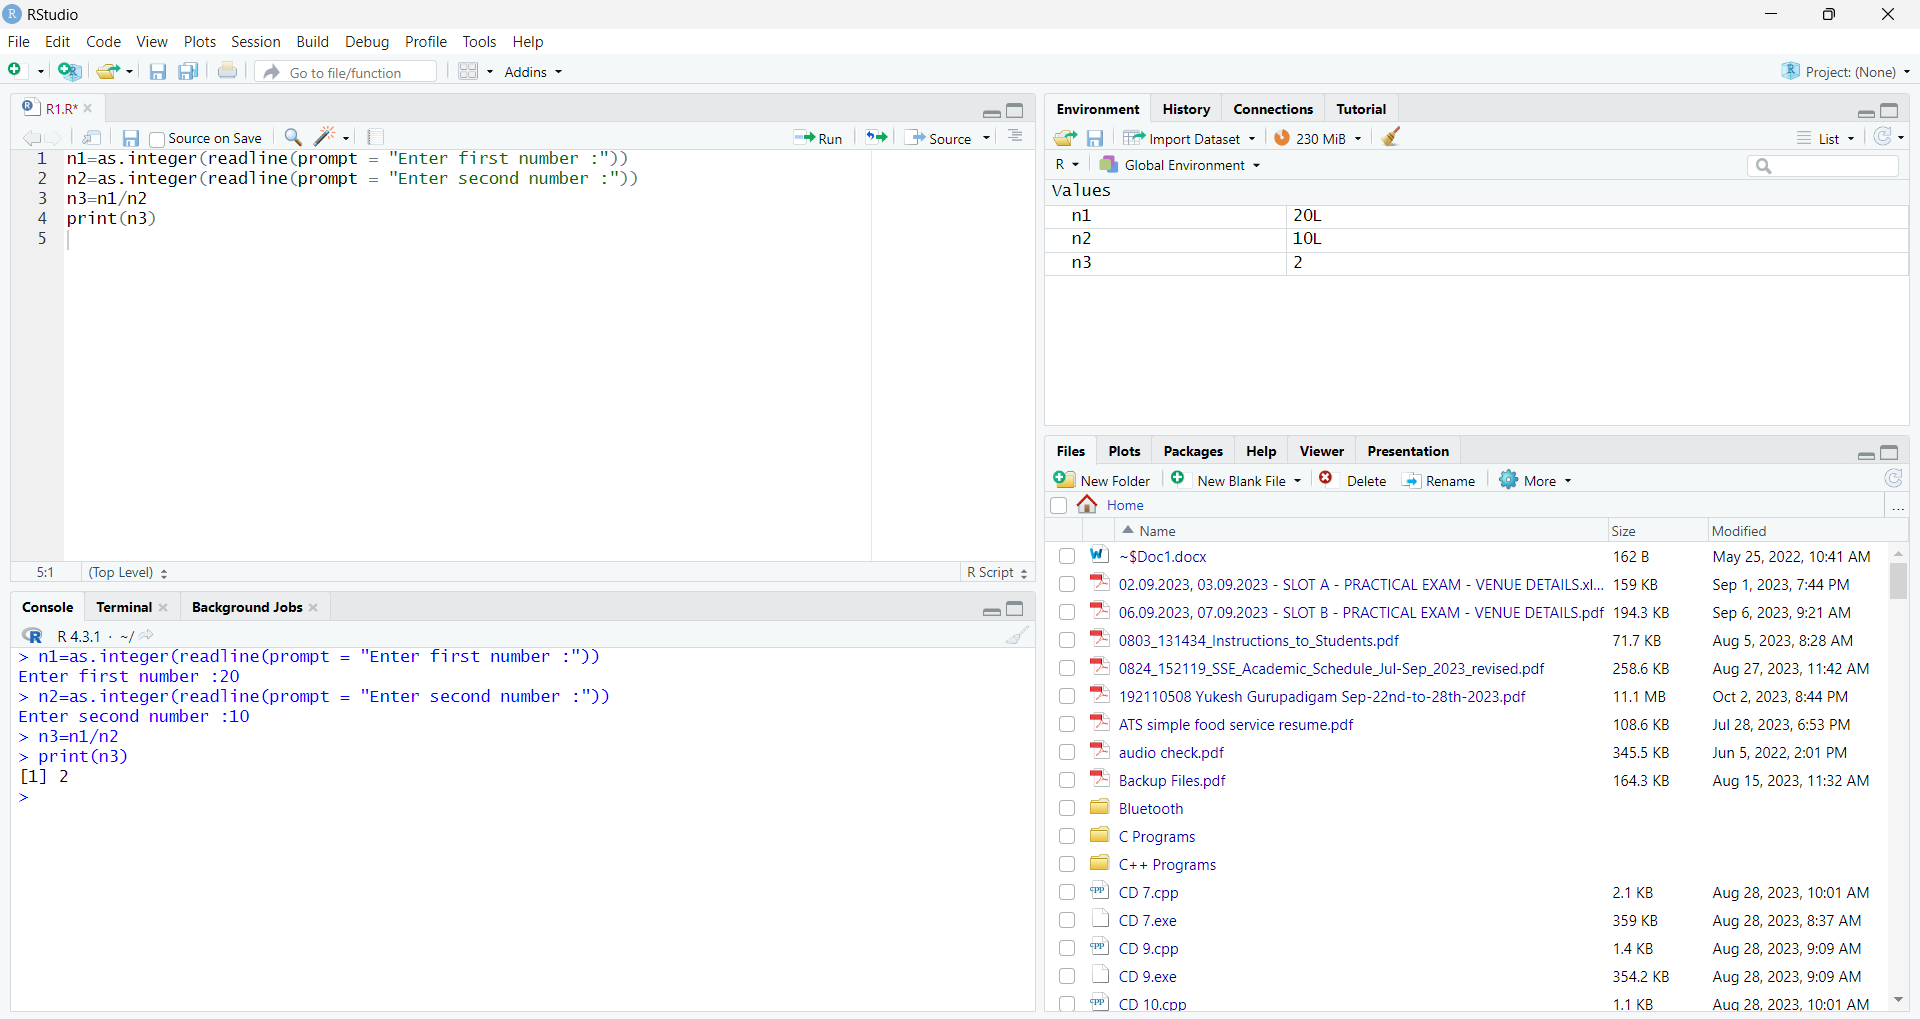 RStudio
File Edit Code View Plots Session Build Debug Profile Tools Help
Go to file/function Addins Project: (None)
R1.R*
Source on Save Run Source
1 n1=as.integer(readline(prompt = "Enter first number :"))
2 n2=as.integer(readline(prompt = "Enter second number :"))
3 n3=n1/n2
4 print(n3)
5
5:1 (Top Level) R Script
Console Terminal Background Jobs
R 4.3.1 · ~/
> n1=as.integer(readline(prompt = "Enter first number :"))
Enter first number :20
> n2=as.integer(readline(prompt = "Enter second number :"))
Enter second number :10
> n3=n1/n2
> print(n3)
[1] 2
>
Environment History Connections Tutorial
Import Dataset 230 MiB List
R Global Environment
Values
n1 20L
n2 10L
n3 2
Files Plots Packages Help Viewer Presentation
New Folder New Blank File Delete Rename More
Home ...
Name Size Modified
~$Doc1.docx 162 B May 25, 2022, 10:41 AM
02.09.2023, 03.09.2023 - SLOT A - PRACTICAL EXAM - VENUE DETAILS.xl... 159 KB Sep 1, 2023, 7:44 PM
06.09.2023, 07.09.2023 - SLOT B - PRACTICAL EXAM - VENUE DETAILS.pdf 194.3 KB Sep 6, 2023, 9:21 AM
0803_131434_Instructions_to_Students.pdf 71.7 KB Aug 5, 2023, 8:28 AM
0824_152119_SSE_Academic_Schedule_Jul-Sep_2023_revised.pdf 258.6 KB Aug 27, 2023, 11:42 AM
192110508 Yukesh Gurupadigam Sep-22nd-to-28th-2023.pdf 11.1 MB Oct 2, 2023, 8:44 PM
ATS simple food service resume.pdf 108.6 KB Jul 28, 2023, 6:53 PM
audio check.pdf 345.5 KB Jun 5, 2022, 2:01 PM
Backup Files.pdf 164.3 KB Aug 15, 2023, 11:32 AM
Bluetooth
C Programs
C++ Programs
CD 7.cpp 2.1 KB Aug 28, 2023, 10:01 AM
CD 7.exe 359 KB Aug 28, 2023, 8:37 AM
CD 9.cpp 1.4 KB Aug 28, 2023, 9:09 AM
CD 9.exe 354.2 KB Aug 28, 2023, 9:09 AM
CD 10.cpp 1.1 KB Aug 28, 2023, 10:01 AM